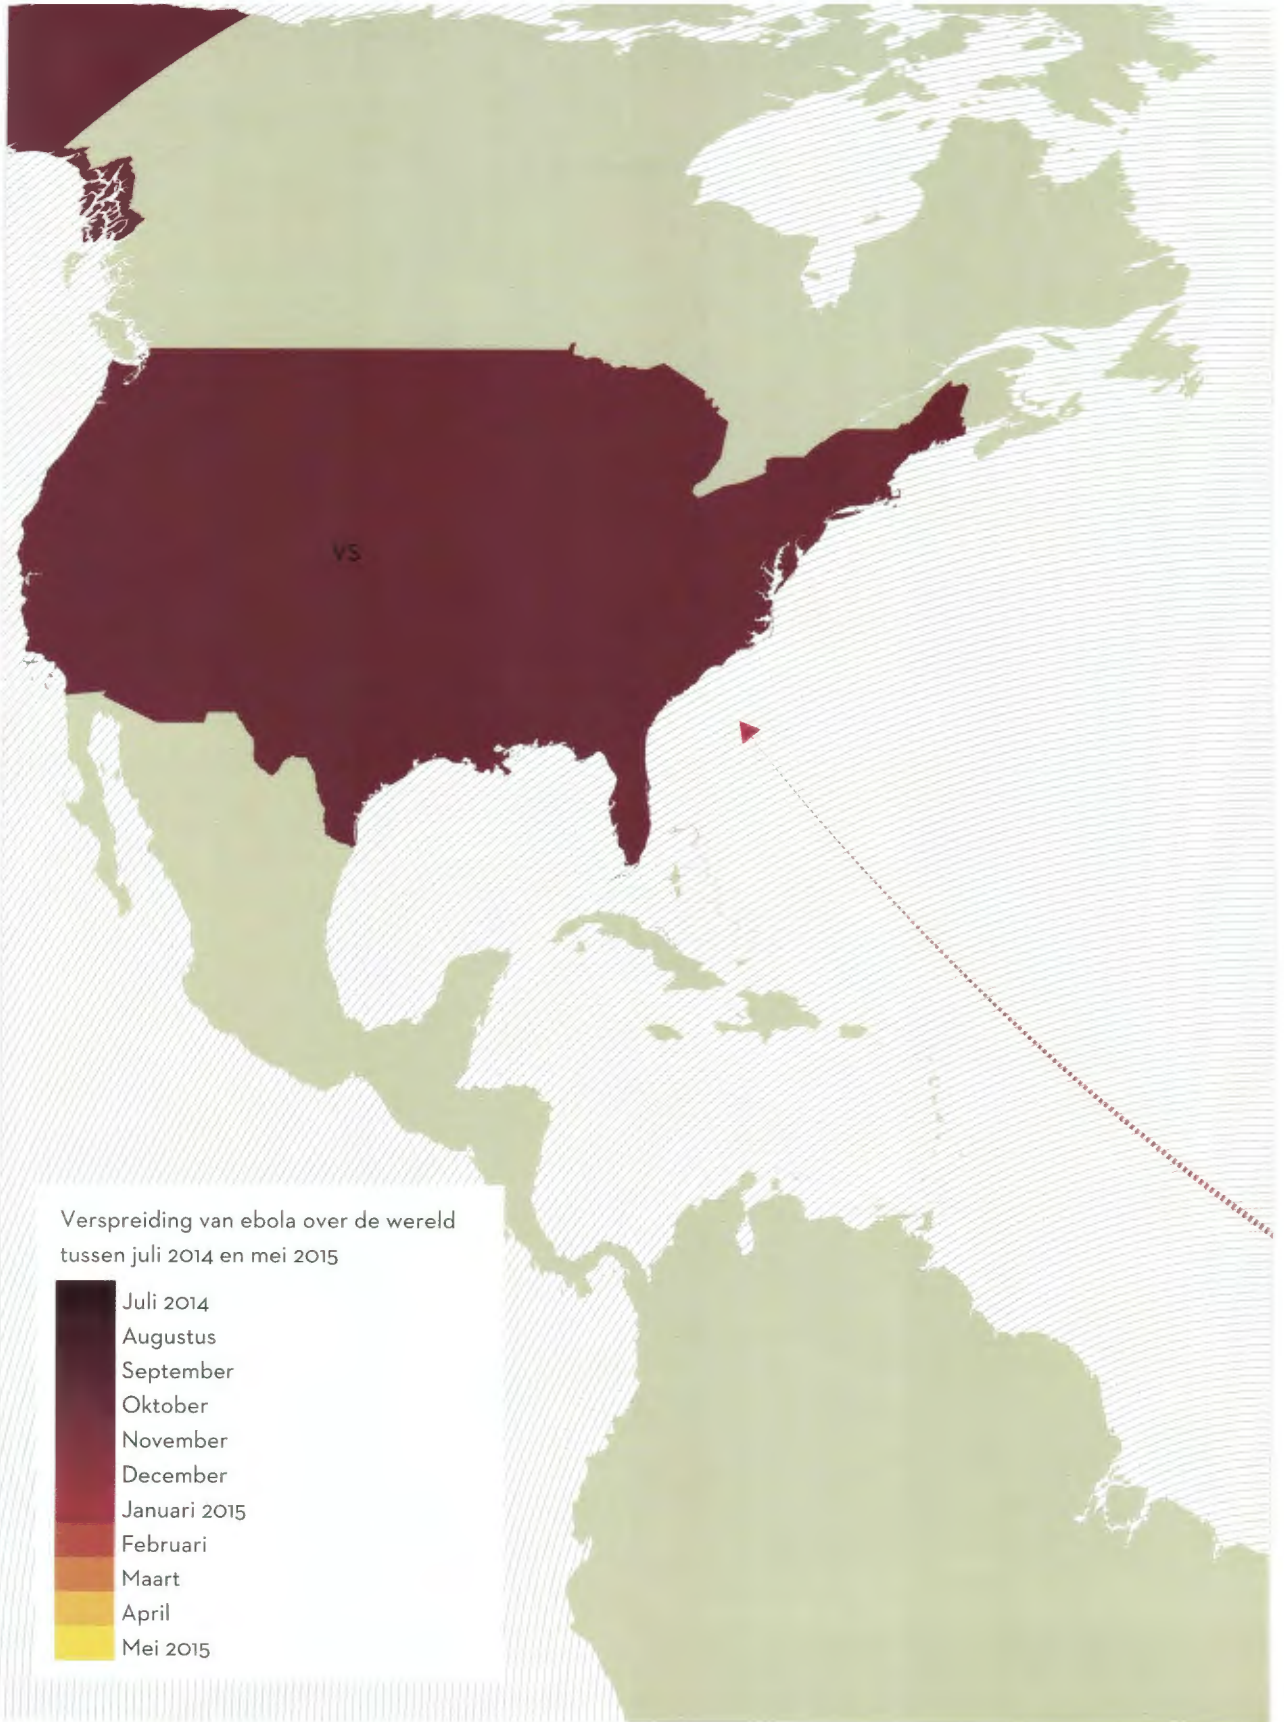 VS
Verspreiding van ebola over de wereld
tussen juli 2014 en mei 2015
Juli 2014
Augustus
September
Oktober
November
December
Januari 2015
Februari
Maart
April
Mei 2015